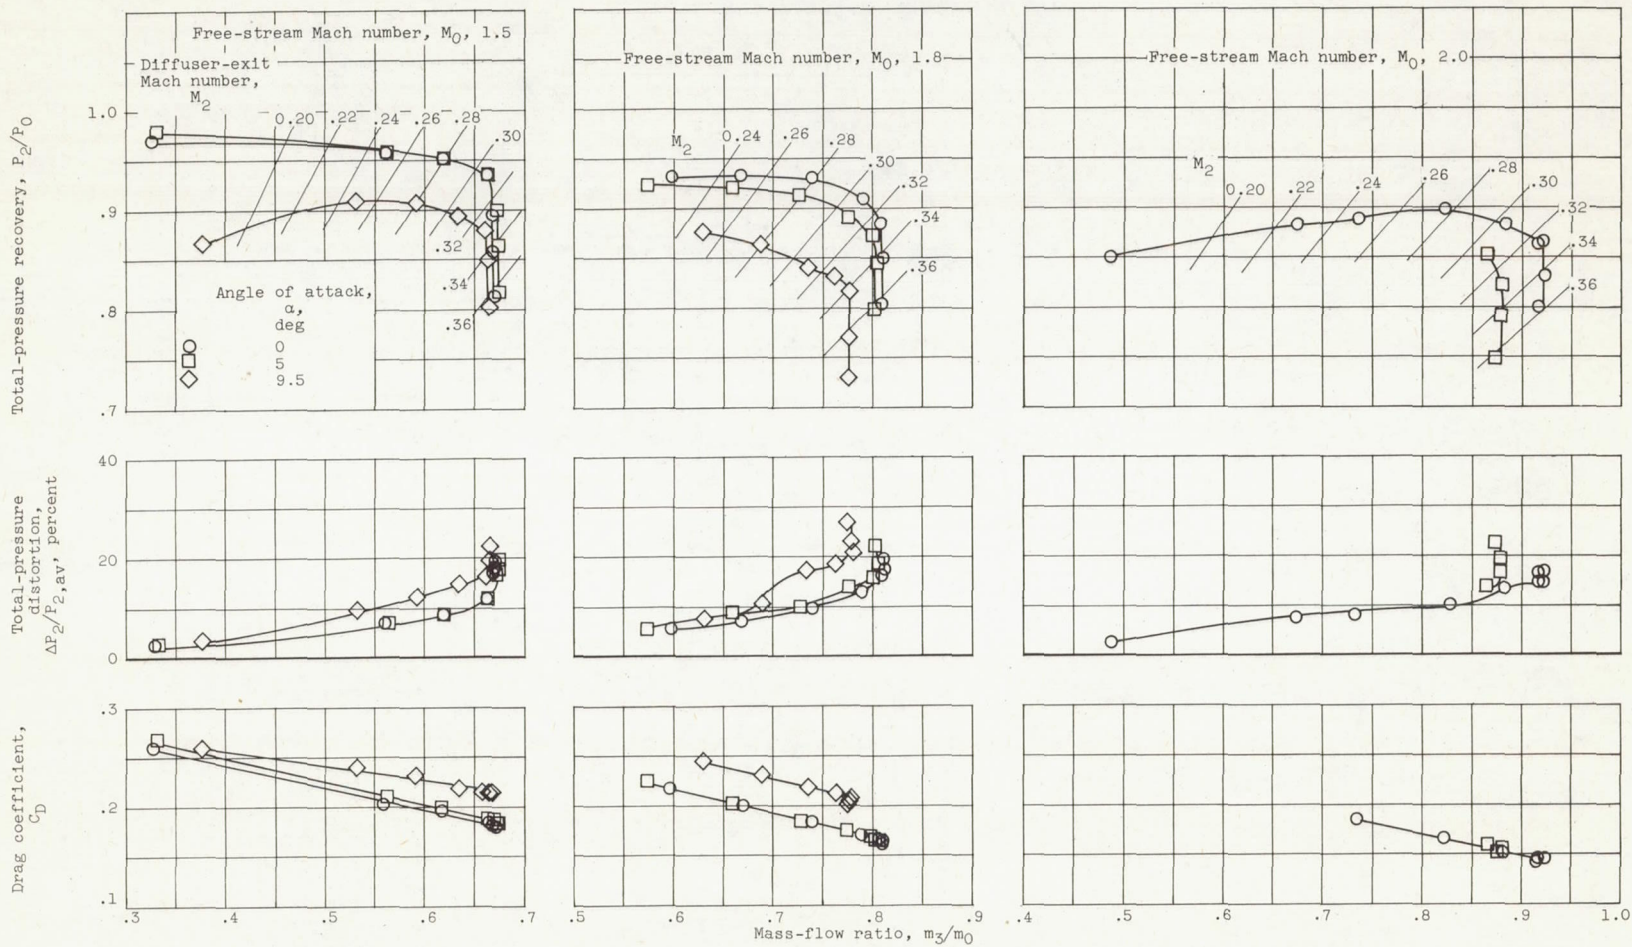 Free-stream Mach number, M0, 1.5
Free-stream Mach number, M0, 1.8
Free-stream Mach number, M0, 2.0
Diffuser-exit
Mach number,
M2
0.20 .22 .24 .26 .28
.30
.32
.34
.36
M2 0.24 .26 .28
.30
.32
.34
.36
M2
0.20 .22 .24 .26 .28
.30
.32
.34
.36
Angle of attack,
α,
deg
0
5
9.5
Total-pressure recovery, P2/P0
1.0
.9
.8
.7
Total-pressure
distortion,
ΔP2/P2,av, percent
40
20
0
Drag coefficient,
CD
.3
.2
.1
.3 .4 .5 .6 .7
.5 .6 .7 .8 .9
.4 .5 .6 .7 .8 .9 1.0
Mass-flow ratio, m3/m0